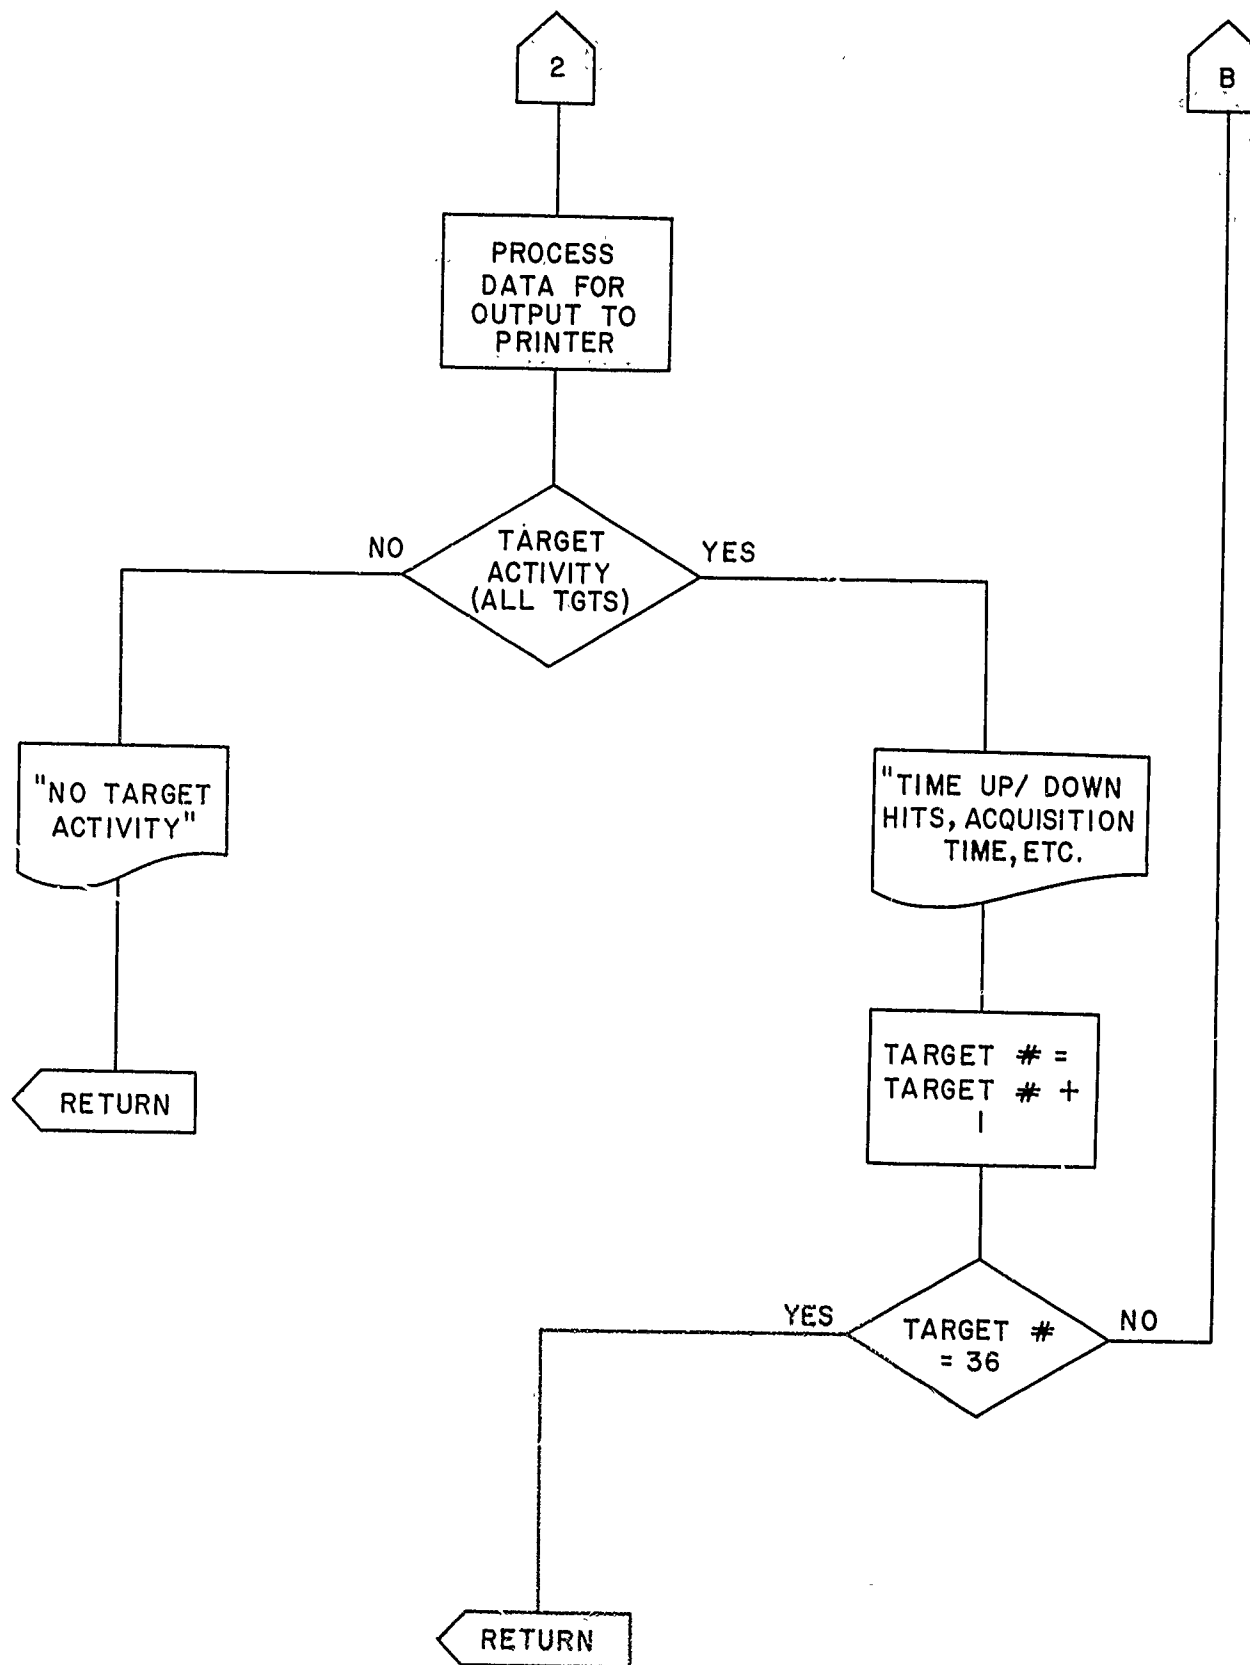 2
B
PROCESS
DATA FOR
OUTPUT TO
PRINTER
NO
TARGET
ACTIVITY
(ALL TGTS)
YES
"NO TARGET
ACTIVITY"
"TIME UP/ DOWN
HITS, ACQUISITION
TIME, ETC.
TARGET # =
TARGET # +
1
RETURN
YES
TARGET #
= 36
NO
RETURN